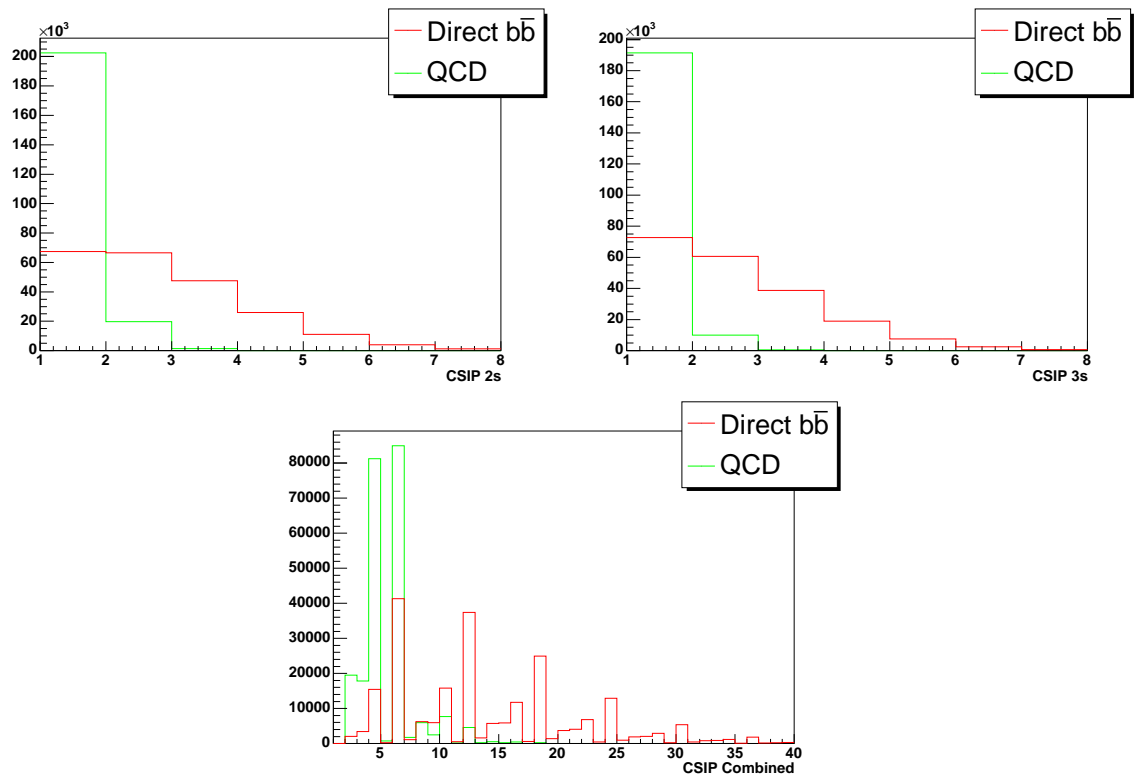 ×10³
Direct bb̅
QCD
200
180
160
140
120
100
80
60
40
20
0
1 2 3 4 5 6 7 8
CSIP 2s
×10³
Direct bb̅
QCD
200
180
160
140
120
100
80
60
40
20
0
1 2 3 4 5 6 7 8
CSIP 3s
Direct bb̅
QCD
80000
70000
60000
50000
40000
30000
20000
10000
0
5 10 15 20 25 30 35 40
CSIP Combined